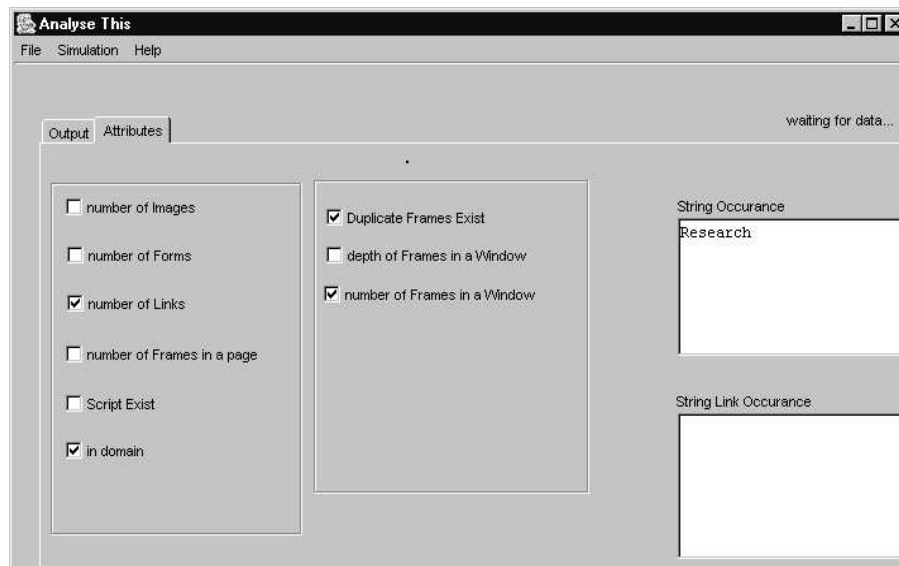 Analyse This
File Simulation Help
waiting for data...
Output Attributes
number of Images
number of Forms
number of Links
number of Frames in a page
Script Exist
in domain
Duplicate Frames Exist
depth of Frames in a Window
number of Frames in a Window
String Occurance
Research
String Link Occurance